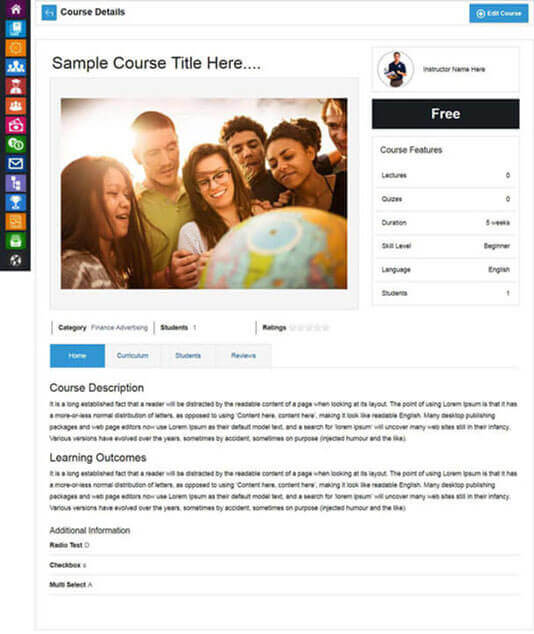 Course Details
Edit Course
Sample Course Title Here....
Instructor Name Here
Free
Course Features
Lectures 0
Quizes 0
Duration 5 weeks
Skill Level Beginner
Language English
Students 1
Category Finance Advertising Students 1 Ratings
Home Curriculum Students Reviews
Course Description
It is a long established fact that a reader will be distracted by the readable content of a page when looking at its layout. The point of using Lorem Ipsum is that it has
a more-or-less normal distribution of letters, as opposed to using 'Content here, content here', making it look like readable English. Many desktop publishing
packages and web page editors now use Lorem Ipsum as their default model text, and a search for 'lorem ipsum' will uncover many web sites still in their infancy.
Various versions have evolved over the years, sometimes by accident, sometimes on purpose (injected humour and the like).
Learning Outcomes
It is a long established fact that a reader will be distracted by the readable content of a page when looking at its layout. The point of using Lorem Ipsum is that it has
a more-or-less normal distribution of letters, as opposed to using 'Content here, content here', making it look like readable English. Many desktop publishing
packages and web page editors now use Lorem Ipsum as their default model text, and a search for 'lorem ipsum' will uncover many web sites still in their infancy.
Various versions have evolved over the years, sometimes by accident, sometimes on purpose (injected humour and the like)
Additional Information
Radio Test D
Checkbox s
Multi Select A